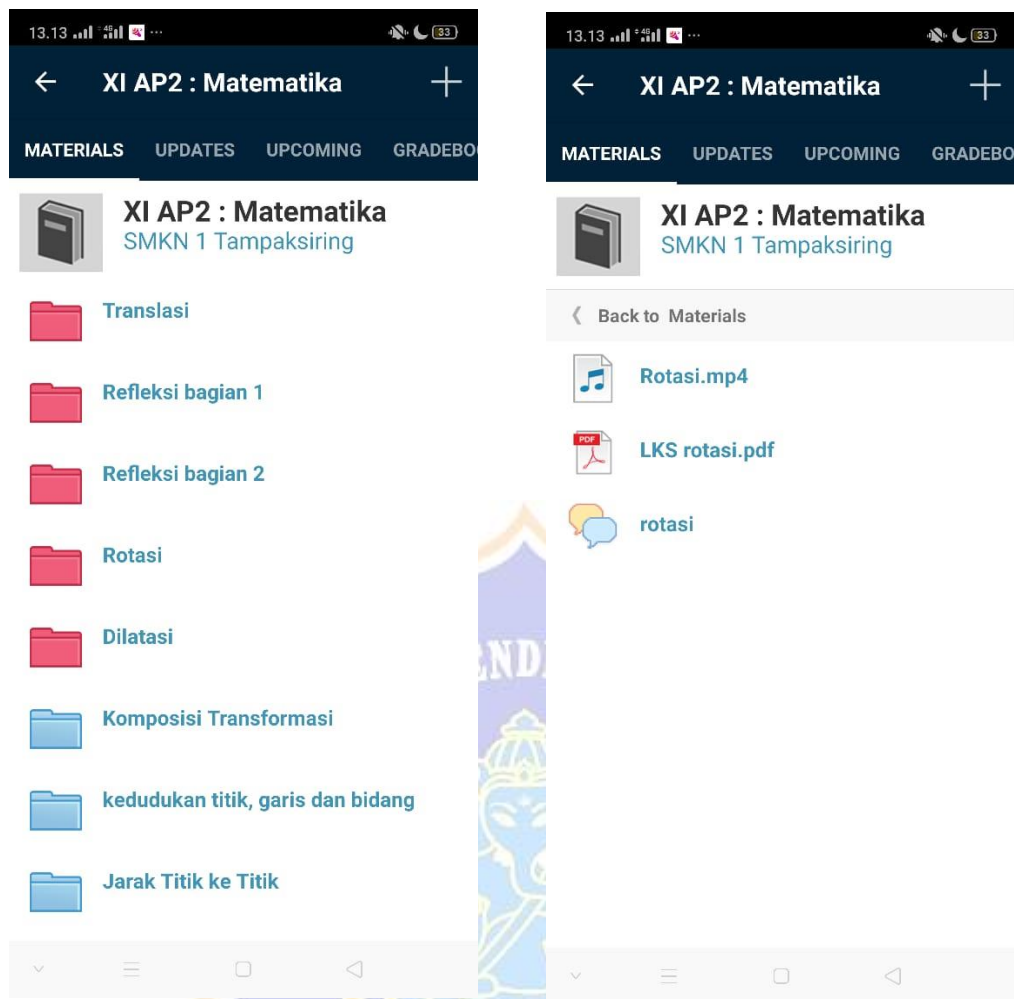 13.13
33
XI AP2 : Matematika
MATERIALS UPDATES UPCOMING GRADEBO
XI AP2 : Matematika
SMKN 1 Tampaksiring
Translasi
Refleksi bagian 1
Refleksi bagian 2
Rotasi
Dilatasi
Komposisi Transformasi
kedudukan titik, garis dan bidang
Jarak Titik ke Titik
13.13
33
XI AP2 : Matematika
MATERIALS UPDATES UPCOMING GRADEBO
XI AP2 : Matematika
SMKN 1 Tampaksiring
Back to Materials
Rotasi.mp4
PDF
LKS rotasi.pdf
rotasi
END